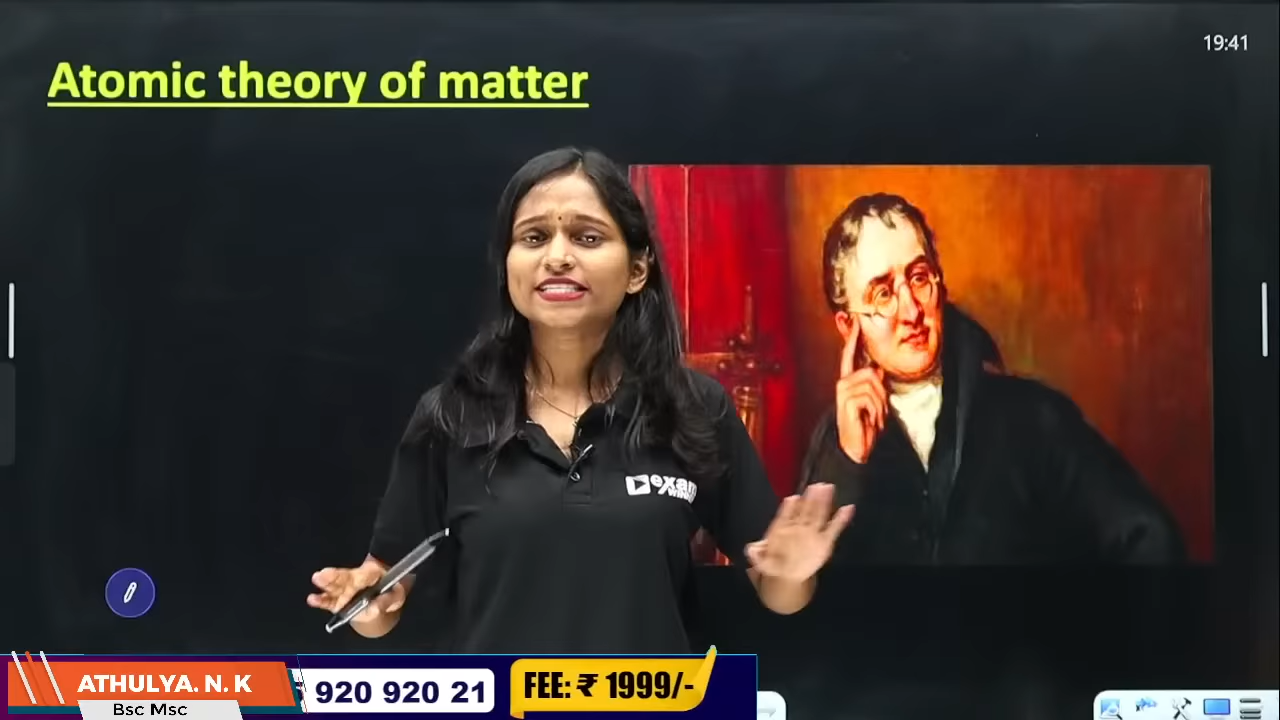 19:41
Atomic theory of matter
exam
ATHULYA. N. K
Bsc Msc
920 920 21
FEE: ₹ 1999/-